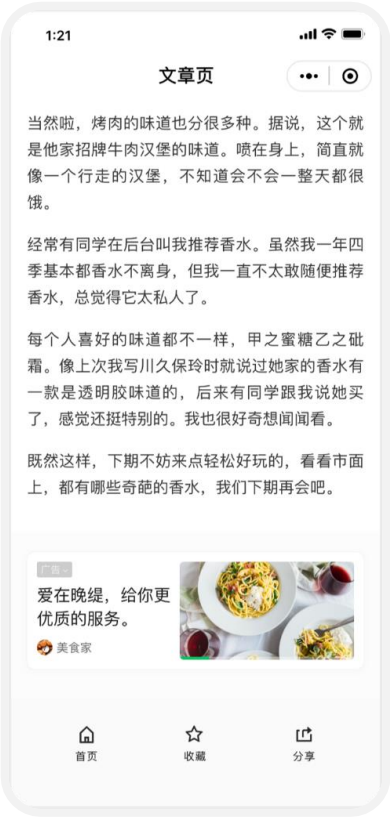 1:21
文章页
当然啦，烤肉的味道也分很多种。据说，这个就
是他家招牌牛肉汉堡的味道。喷在身上，简直就
像一个行走的汉堡，不知道会不会一整天都很
饿。
经常有同学在后台叫我推荐香水。虽然我一年四
季基本都香水不离身，但我一直不太敢随便推荐
香水，总觉得它太私人了。
每个人喜好的味道都不一样，甲之蜜糖乙之砒
霜。像上次我写川久保玲时就说过她家的香水有
一款是透明胶味道的，后来有同学跟我说她买
了，感觉还挺特别的。我也很好奇想闻闻看。
既然这样，下期不妨来点轻松好玩的，看看市面
上，都有哪些奇葩的香水，我们下期再会吧。
广告
爱在晚缇，给你更
优质的服务。
美食家
首页
收藏
分享